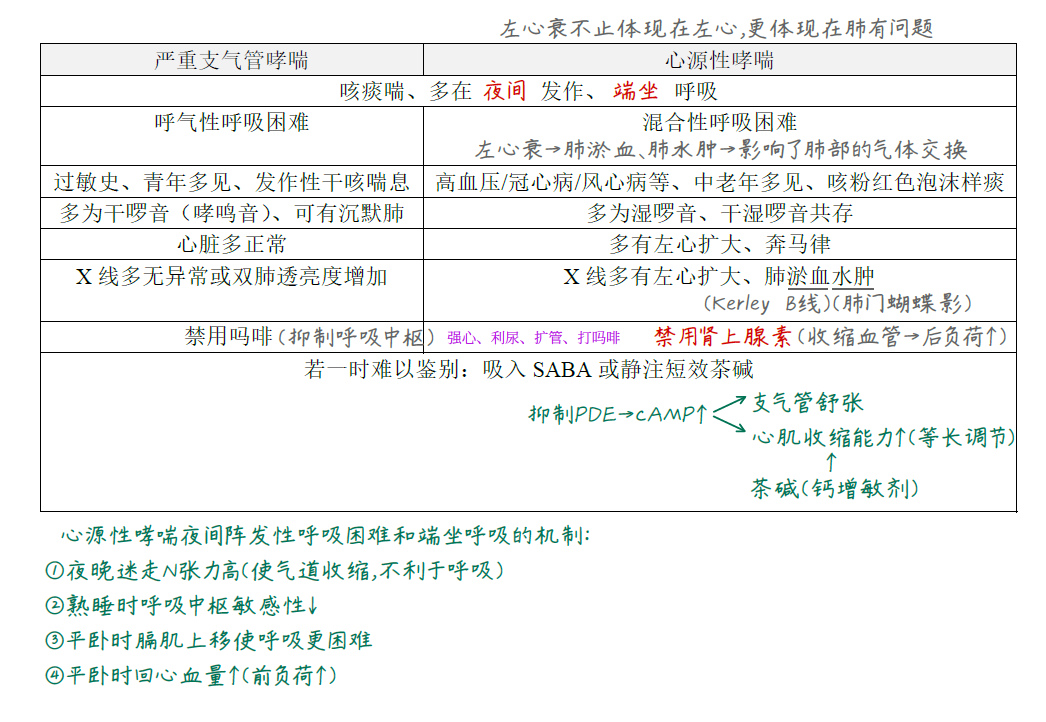 左心衰不止体现在左心,更体现在肺有问题
严重支气管哮喘 心源性哮喘
咳痰喘、多在 夜间 发作、 端坐 呼吸
呼气性呼吸困难 混合性呼吸困难
左心衰→肺淤血、肺水肿→影响了肺部的气体交换
过敏史、青年多见、发作性干咳喘息 高血压/冠心病/风心病等、中老年多见、咳粉红色泡沫样痰
多为干啰音（哮鸣音）、可有沉默肺 多为湿啰音、干湿啰音共存
心脏多正常 多有左心扩大、奔马律
X 线多无异常或双肺透亮度增加 X 线多有左心扩大、肺淤血水肿
(Kerley B线)(肺门蝴蝶影)
禁用吗啡(抑制呼吸中枢) 强心、利尿、扩管、打吗啡 禁用肾上腺素(收缩血管→后负荷↑)
若一时难以鉴别：吸入 SABA 或静注短效茶碱
抑制PDE→cAMP↑ 支气管舒张
心肌收缩能力↑(等长调节)
↑
茶碱(钙增敏剂)
心源性哮喘夜间阵发性呼吸困难和端坐呼吸的机制:
①夜晚迷走N张力高(使气道收缩,不利于呼吸)
②熟睡时呼吸中枢敏感性↓
③平卧时膈肌上移使呼吸更困难
④平卧时回心血量↑(前负荷↑)